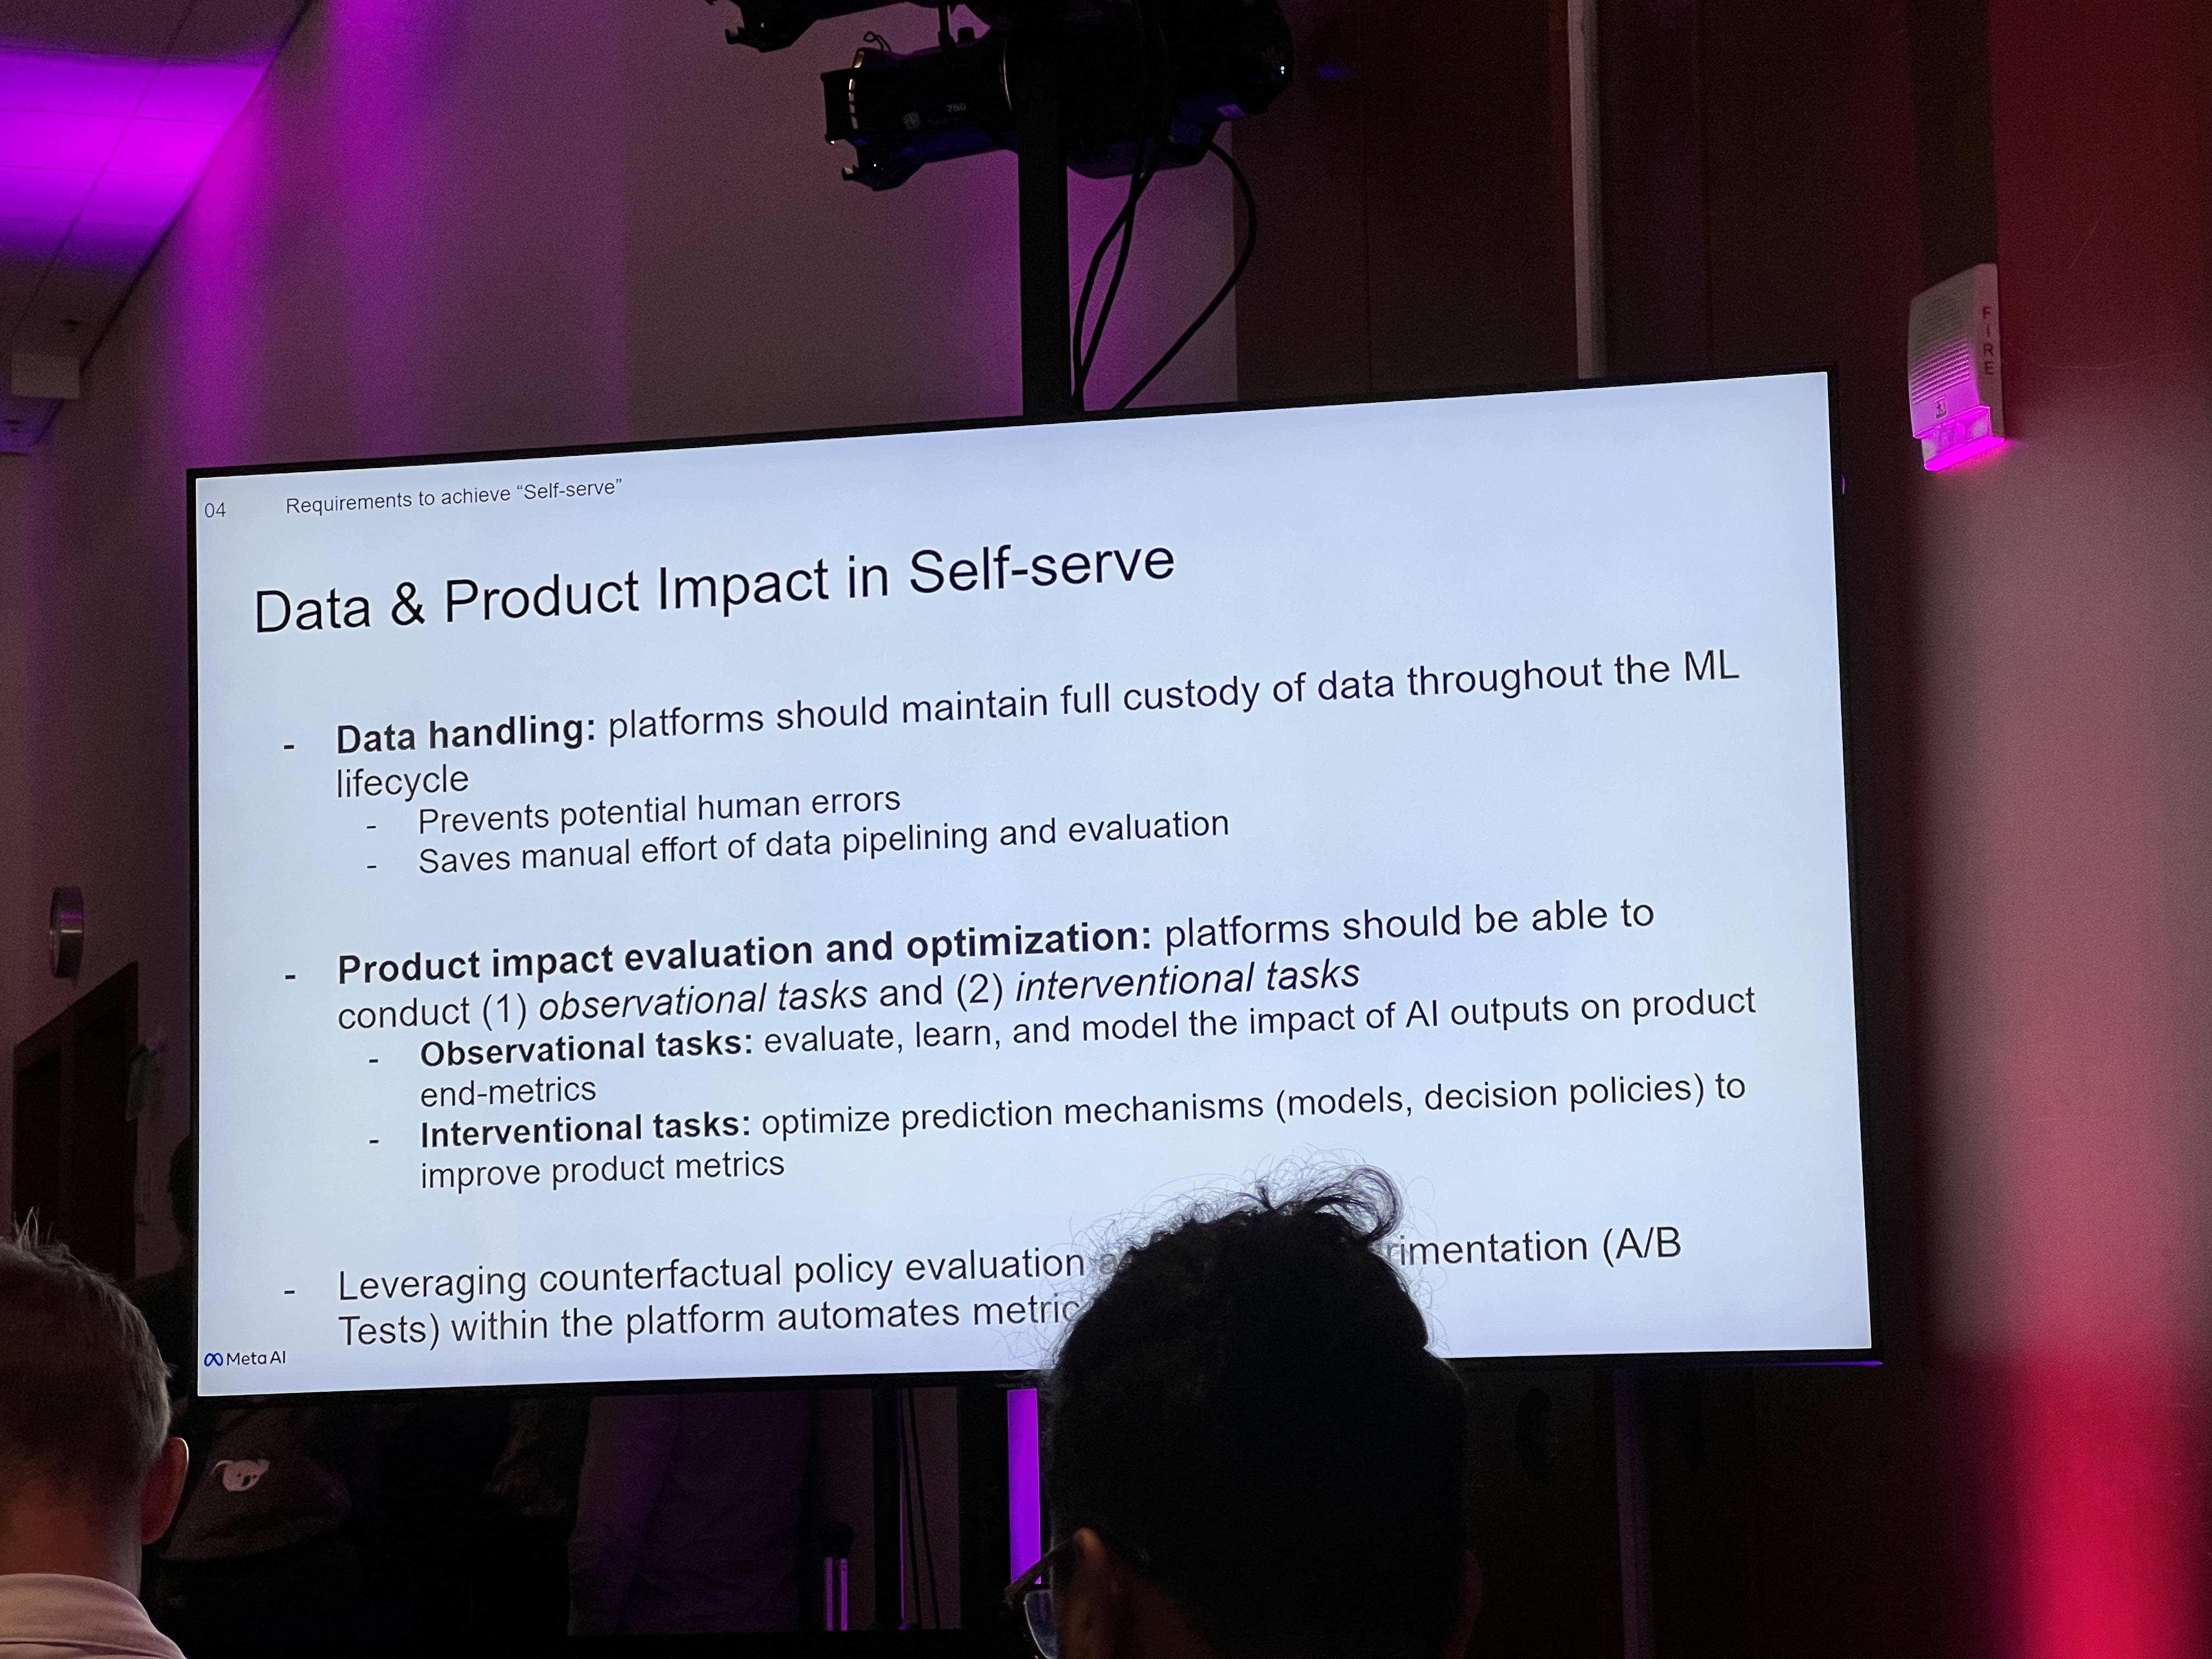 750
FIRE
04 Requirements to achieve “Self-serve”
Data & Product Impact in Self-serve
- Data handling: platforms should maintain full custody of data throughout the ML
lifecycle
- Prevents potential human errors
- Saves manual effort of data pipelining and evaluation
- Product impact evaluation and optimization: platforms should be able to
conduct (1) observational tasks and (2) interventional tasks
- Observational tasks: evaluate, learn, and model the impact of AI outputs on product
end-metrics
- Interventional tasks: optimize prediction mechanisms (models, decision policies) to
improve product metrics
- Leveraging counterfactual policy evaluation rimentation (A/B
Tests) within the platform automates metric
Meta AI